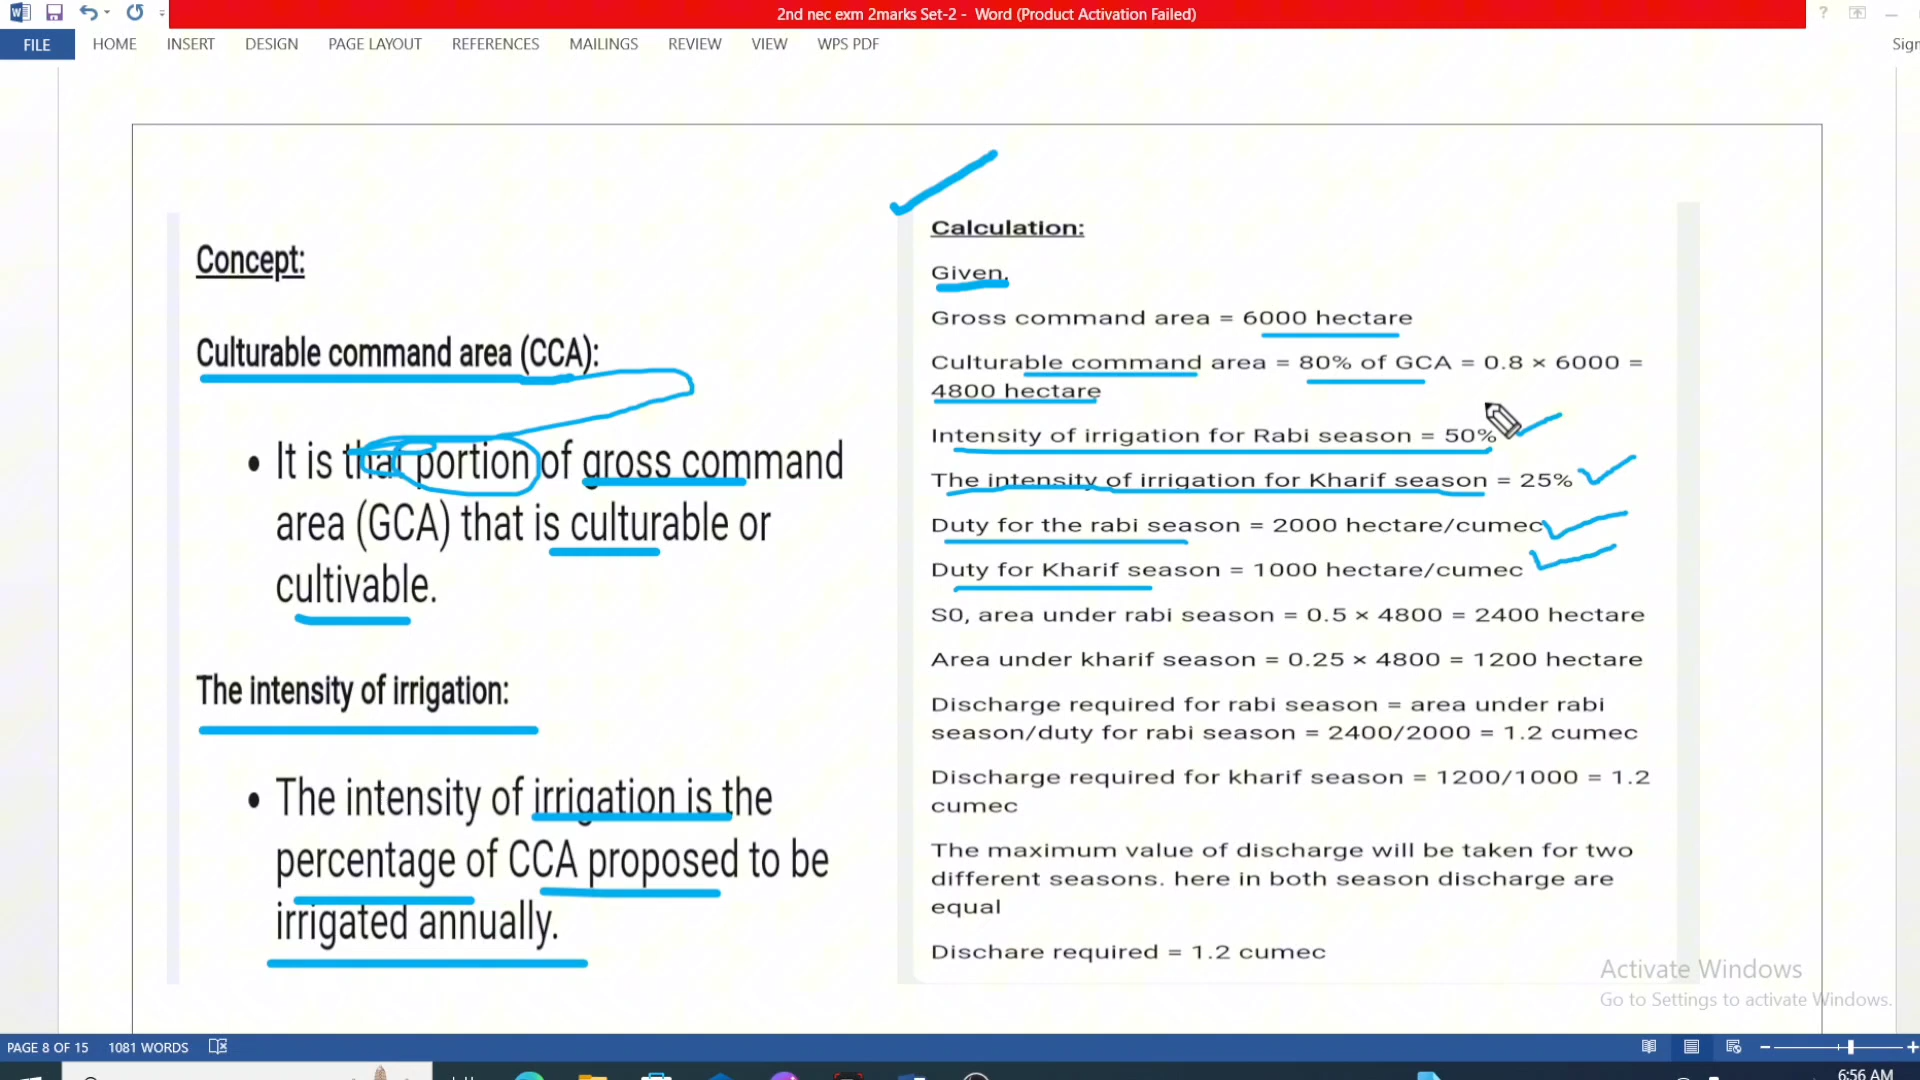 2nd nec exm 2marks Set-2 - Word (Product Activation Failed)
FILE HOME INSERT DESIGN PAGE LAYOUT REFERENCES MAILINGS REVIEW VIEW WPS PDF
Concept:
Culturable command area (CCA):
• It is that portion of gross command
area (GCA) that is culturable or
cultivable.
The intensity of irrigation:
• The intensity of irrigation is the
percentage of CCA proposed to be
irrigated annually.
Calculation:
Given,
Gross command area = 6000 hectare
Culturable command area = 80% of GCA = 0.8 × 6000 =
4800 hectare
Intensity of irrigation for Rabi season = 50%
The intensity of irrigation for Kharif season = 25%
Duty for the rabi season = 2000 hectare/cumec
Duty for Kharif season = 1000 hectare/cumec
S0, area under rabi season = 0.5 × 4800 = 2400 hectare
Area under kharif season = 0.25 × 4800 = 1200 hectare
Discharge required for rabi season = area under rabi
season/duty for rabi season = 2400/2000 = 1.2 cumec
Discharge required for kharif season = 1200/1000 = 1.2
cumec
The maximum value of discharge will be taken for two
different seasons. here in both season discharge are
equal
Dischare required = 1.2 cumec
Activate Windows
Go to Settings to activate Windows.
PAGE 8 OF 15 1081 WORDS
6:56 AM